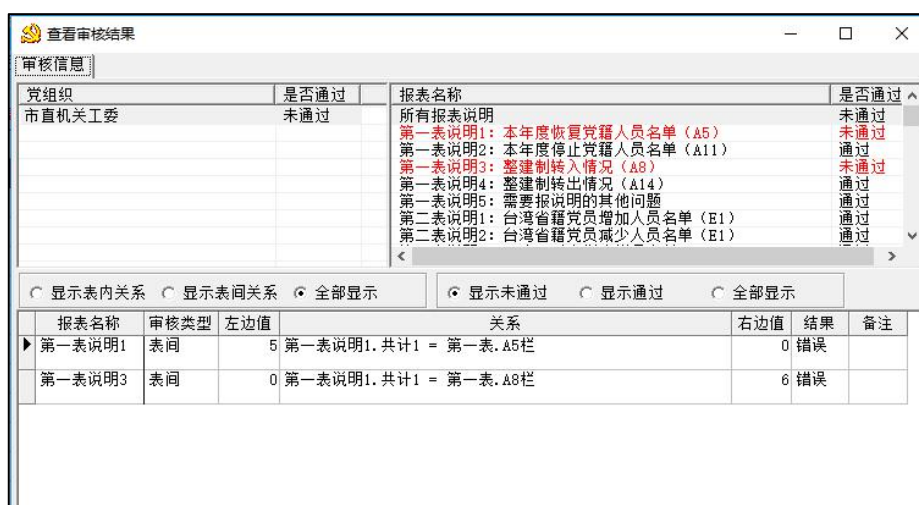 查看审核结果
审核信息
党组织 是否通过
市直机关工委 未通过
报表名称 是否通过
所有报表说明 未通过
第一表说明1：本年度恢复党籍人员名单（A5） 未通过
第一表说明2：本年度停止党籍人员名单（A11） 通过
第一表说明3：整建制转入情况（A8） 未通过
第一表说明4：整建制转出情况（A14） 通过
第一表说明5：需要报说明的其他问题 通过
第二表说明1：台湾省籍党员增加人员名单（E1） 通过
第二表说明2：台湾省籍党员减少人员名单（E1） 通过
显示表内关系 显示表间关系 全部显示 显示未通过 显示通过 全部显示
报表名称 审核类型 左边值 关系 右边值 结果 备注
第一表说明1 表间 5 第一表说明1.共计1 = 第一表.A5栏 0 错误
第一表说明3 表间 0 第一表说明1.共计1 = 第一表.A8栏 6 错误